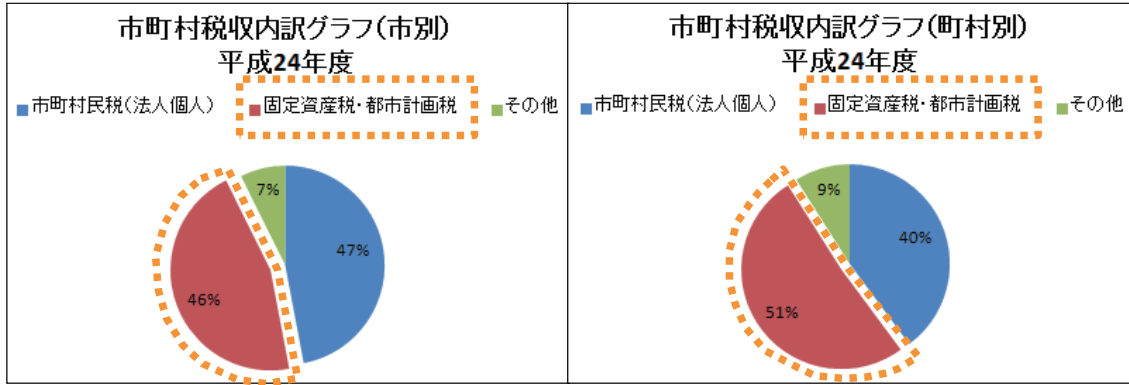 市町村税収内訳グラフ(市別)
平成24年度
市町村民税(法人個人) 固定資産税・都市計画税 その他
7%
47%
46%
市町村税収内訳グラフ(町村別)
平成24年度
市町村民税(法人個人) 固定資産税・都市計画税 その他
9%
40%
51%